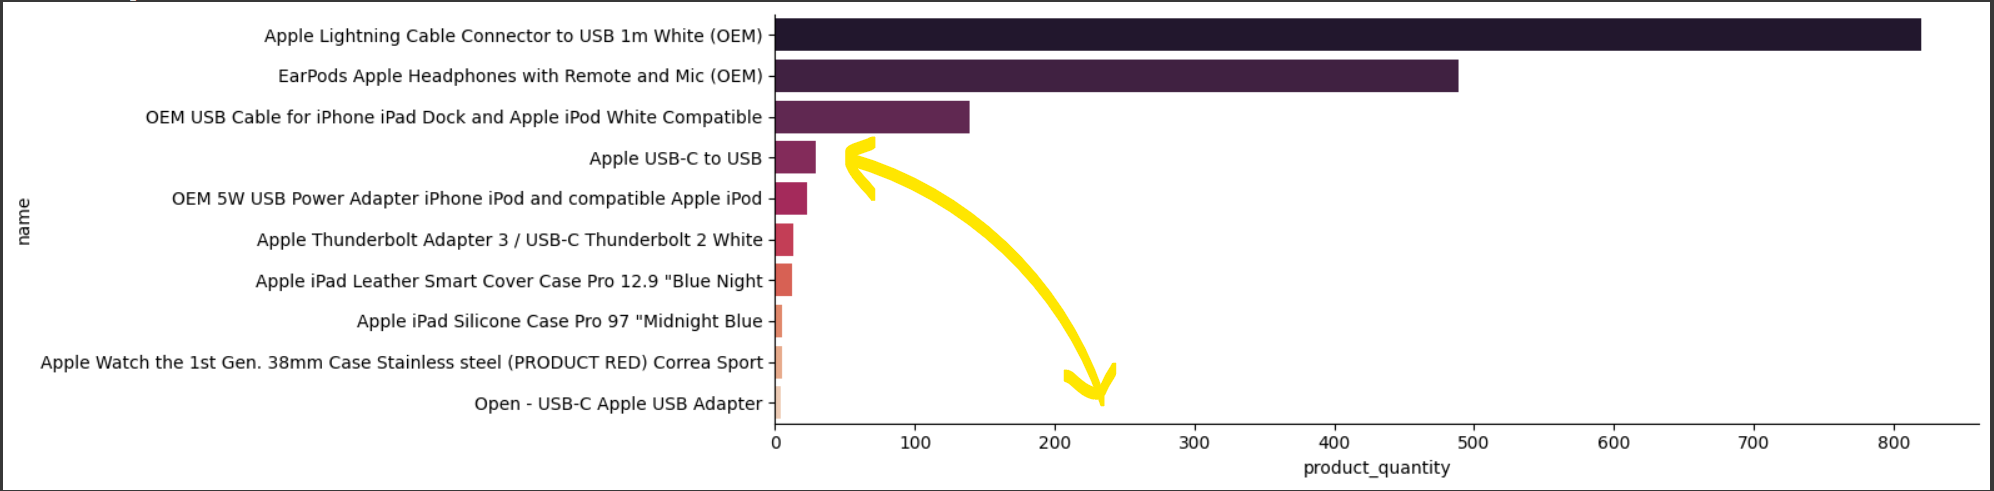 Apple Lightning Cable Connector to USB 1m White (OEM)
EarPods Apple Headphones with Remote and Mic (OEM)
OEM USB Cable for iPhone iPad Dock and Apple iPod White Compatible
Apple USB-C to USB
OEM 5W USB Power Adapter iPhone iPod and compatible Apple iPod
Apple Thunderbolt Adapter 3 / USB-C Thunderbolt 2 White
Apple iPad Leather Smart Cover Case Pro 12.9 "Blue Night
Apple iPad Silicone Case Pro 97 "Midnight Blue
Apple Watch the 1st Gen. 38mm Case Stainless steel (PRODUCT RED) Correa Sport
Open - USB-C Apple USB Adapter
name
0 100 200 300 400 500 600 700 800
product_quantity